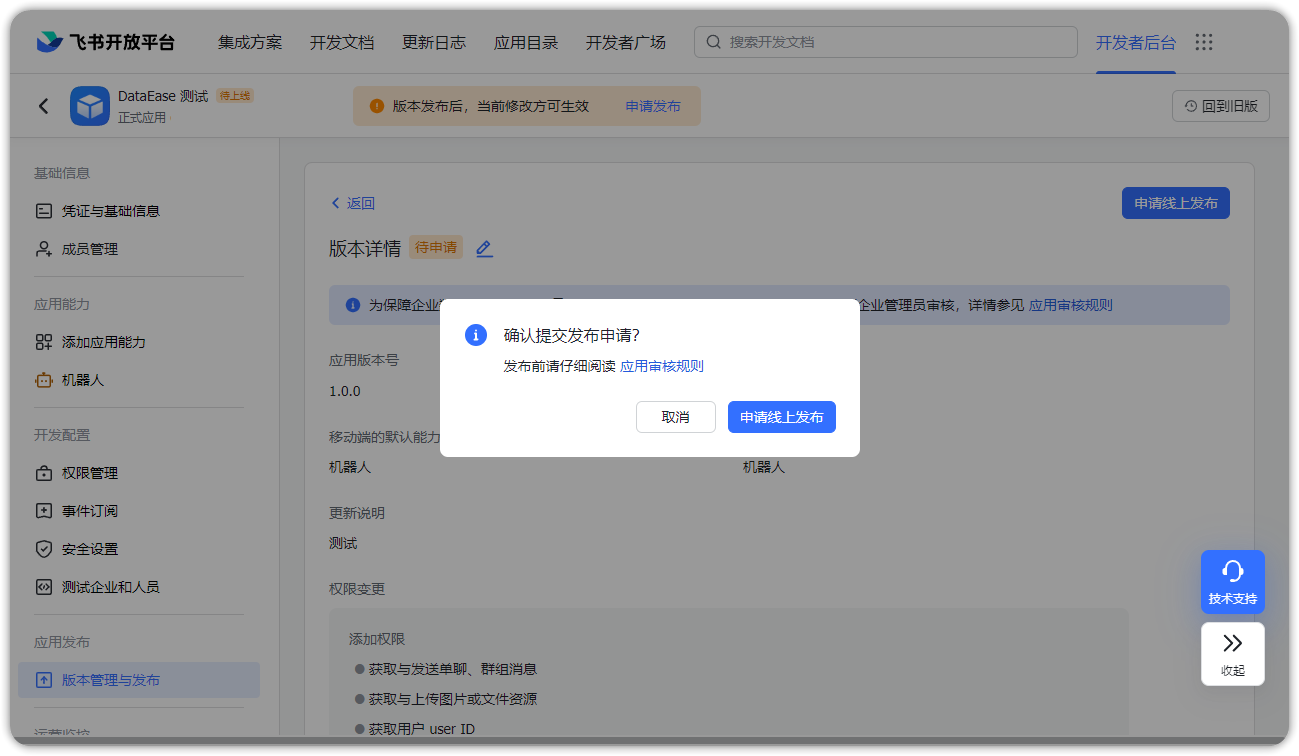 飞书开放平台
集成方案
开发文档
更新日志
应用目录
开发者广场
搜索开发文档
开发者后台
DataEase 测试
待上线
正式应用
版本发布后，当前修改方可生效
申请发布
回到旧版
基础信息
凭证与基础信息
成员管理
应用能力
添加应用能力
机器人
开发配置
权限管理
事件订阅
安全设置
测试企业和人员
应用发布
版本管理与发布
返回
申请线上发布
版本详情
待申请
为保障企业
企业管理员审核，详情参见 应用审核规则
确认提交发布申请?
发布前请仔细阅读 应用审核规则
取消
申请线上发布
应用版本号
1.0.0
移动端的默认能力
机器人
机器人
更新说明
测试
权限变更
添加权限
获取与发送单聊、群组消息
获取与上传图片或文件资源
获取用户 user ID
技术支持
收起